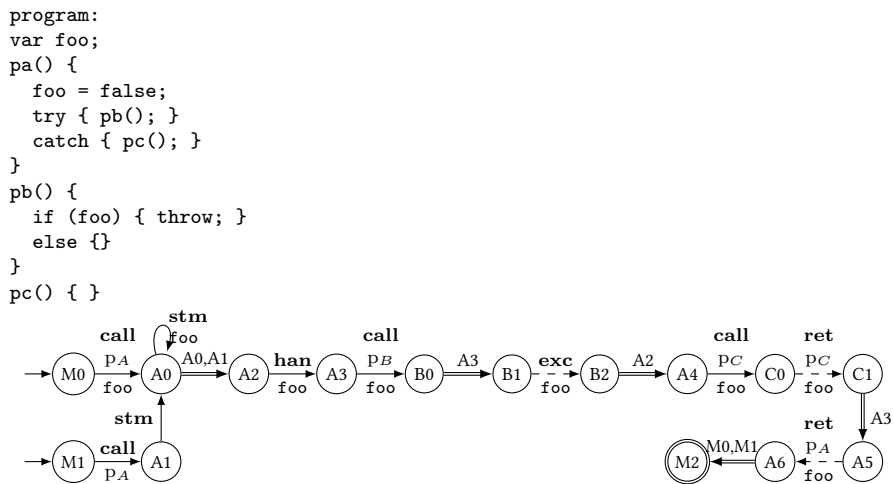 program:
var foo;
pa() {
  foo = false;
  try { pb(); }
  catch { pc(); }
}
pb() {
  if (foo) { throw; }
  else {}
}
pc() { }
stm
foo
call
pA
foo
A0,A1
han
foo
call
pB
foo
A3
exc
foo
A2
call
pC
foo
ret
pC
foo
M0 A0 A2 A3 B0 B1 B2 A4 C0 C1
stm
call
pA
A3
ret
pA
foo
M0,M1
M1 A1 M2 A6 A5